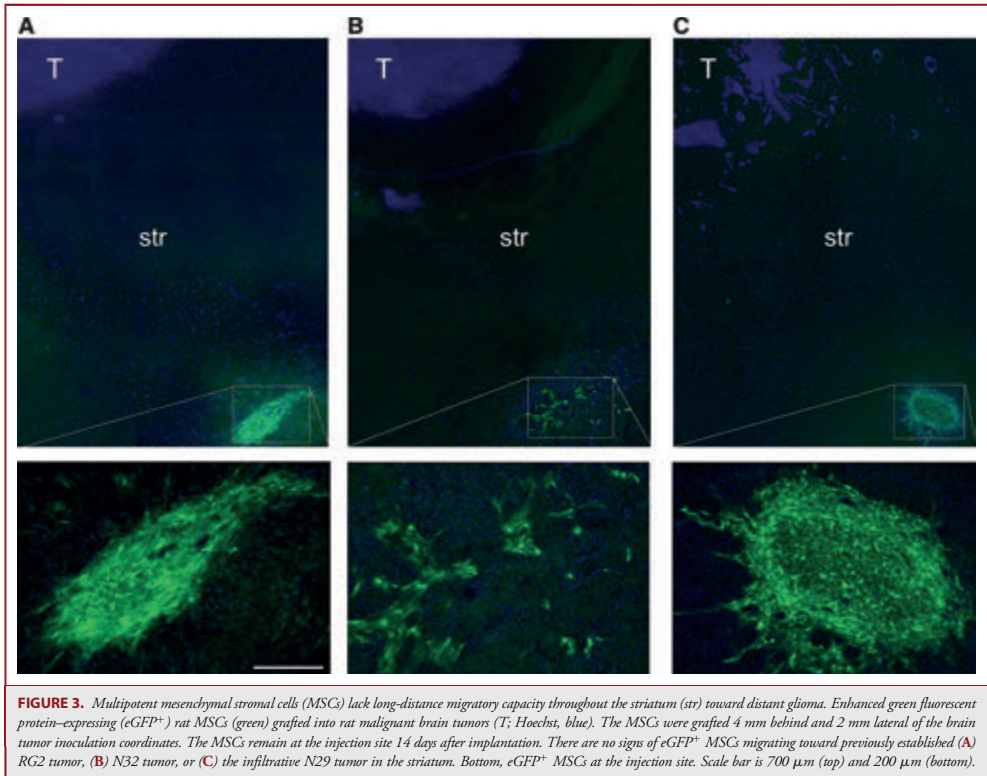 A
B
C
T
T
T
str
str
str
FIGURE 3. Multipotent mesenchymal stromal cells (MSCs) lack long-distance migratory capacity throughout the striatum (str) toward distant glioma. Enhanced green fluorescent
protein–expressing (eGFP+) rat MSCs (green) grafted into rat malignant brain tumors (T; Hoechst, blue). The MSCs were grafted 4 mm behind and 2 mm lateral of the brain
tumor inoculation coordinates. The MSCs remain at the injection site 14 days after implantation. There are no signs of eGFP+ MSCs migrating toward previously established (A)
RG2 tumor, (B) N32 tumor, or (C) the infiltrative N29 tumor in the striatum. Bottom, eGFP+ MSCs at the injection site. Scale bar is 700 μm (top) and 200 μm (bottom).